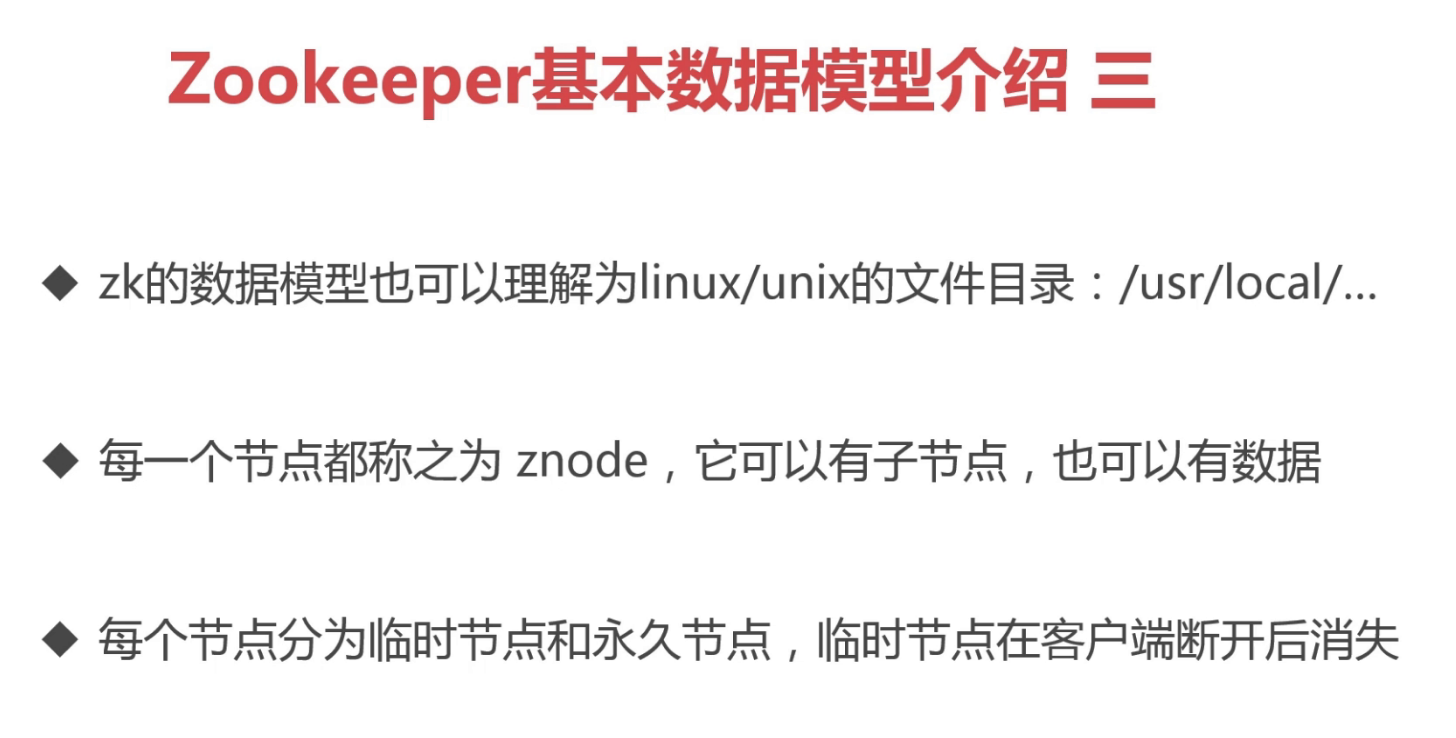 Zookeeper基本数据模型介绍 三
◆ zk的数据模型也可以理解为linux/unix的文件目录：/usr/local/...
◆ 每一个节点都称之为 znode，它可以有子节点，也可以有数据
◆ 每个节点分为临时节点和永久节点，临时节点在客户端断开后消失